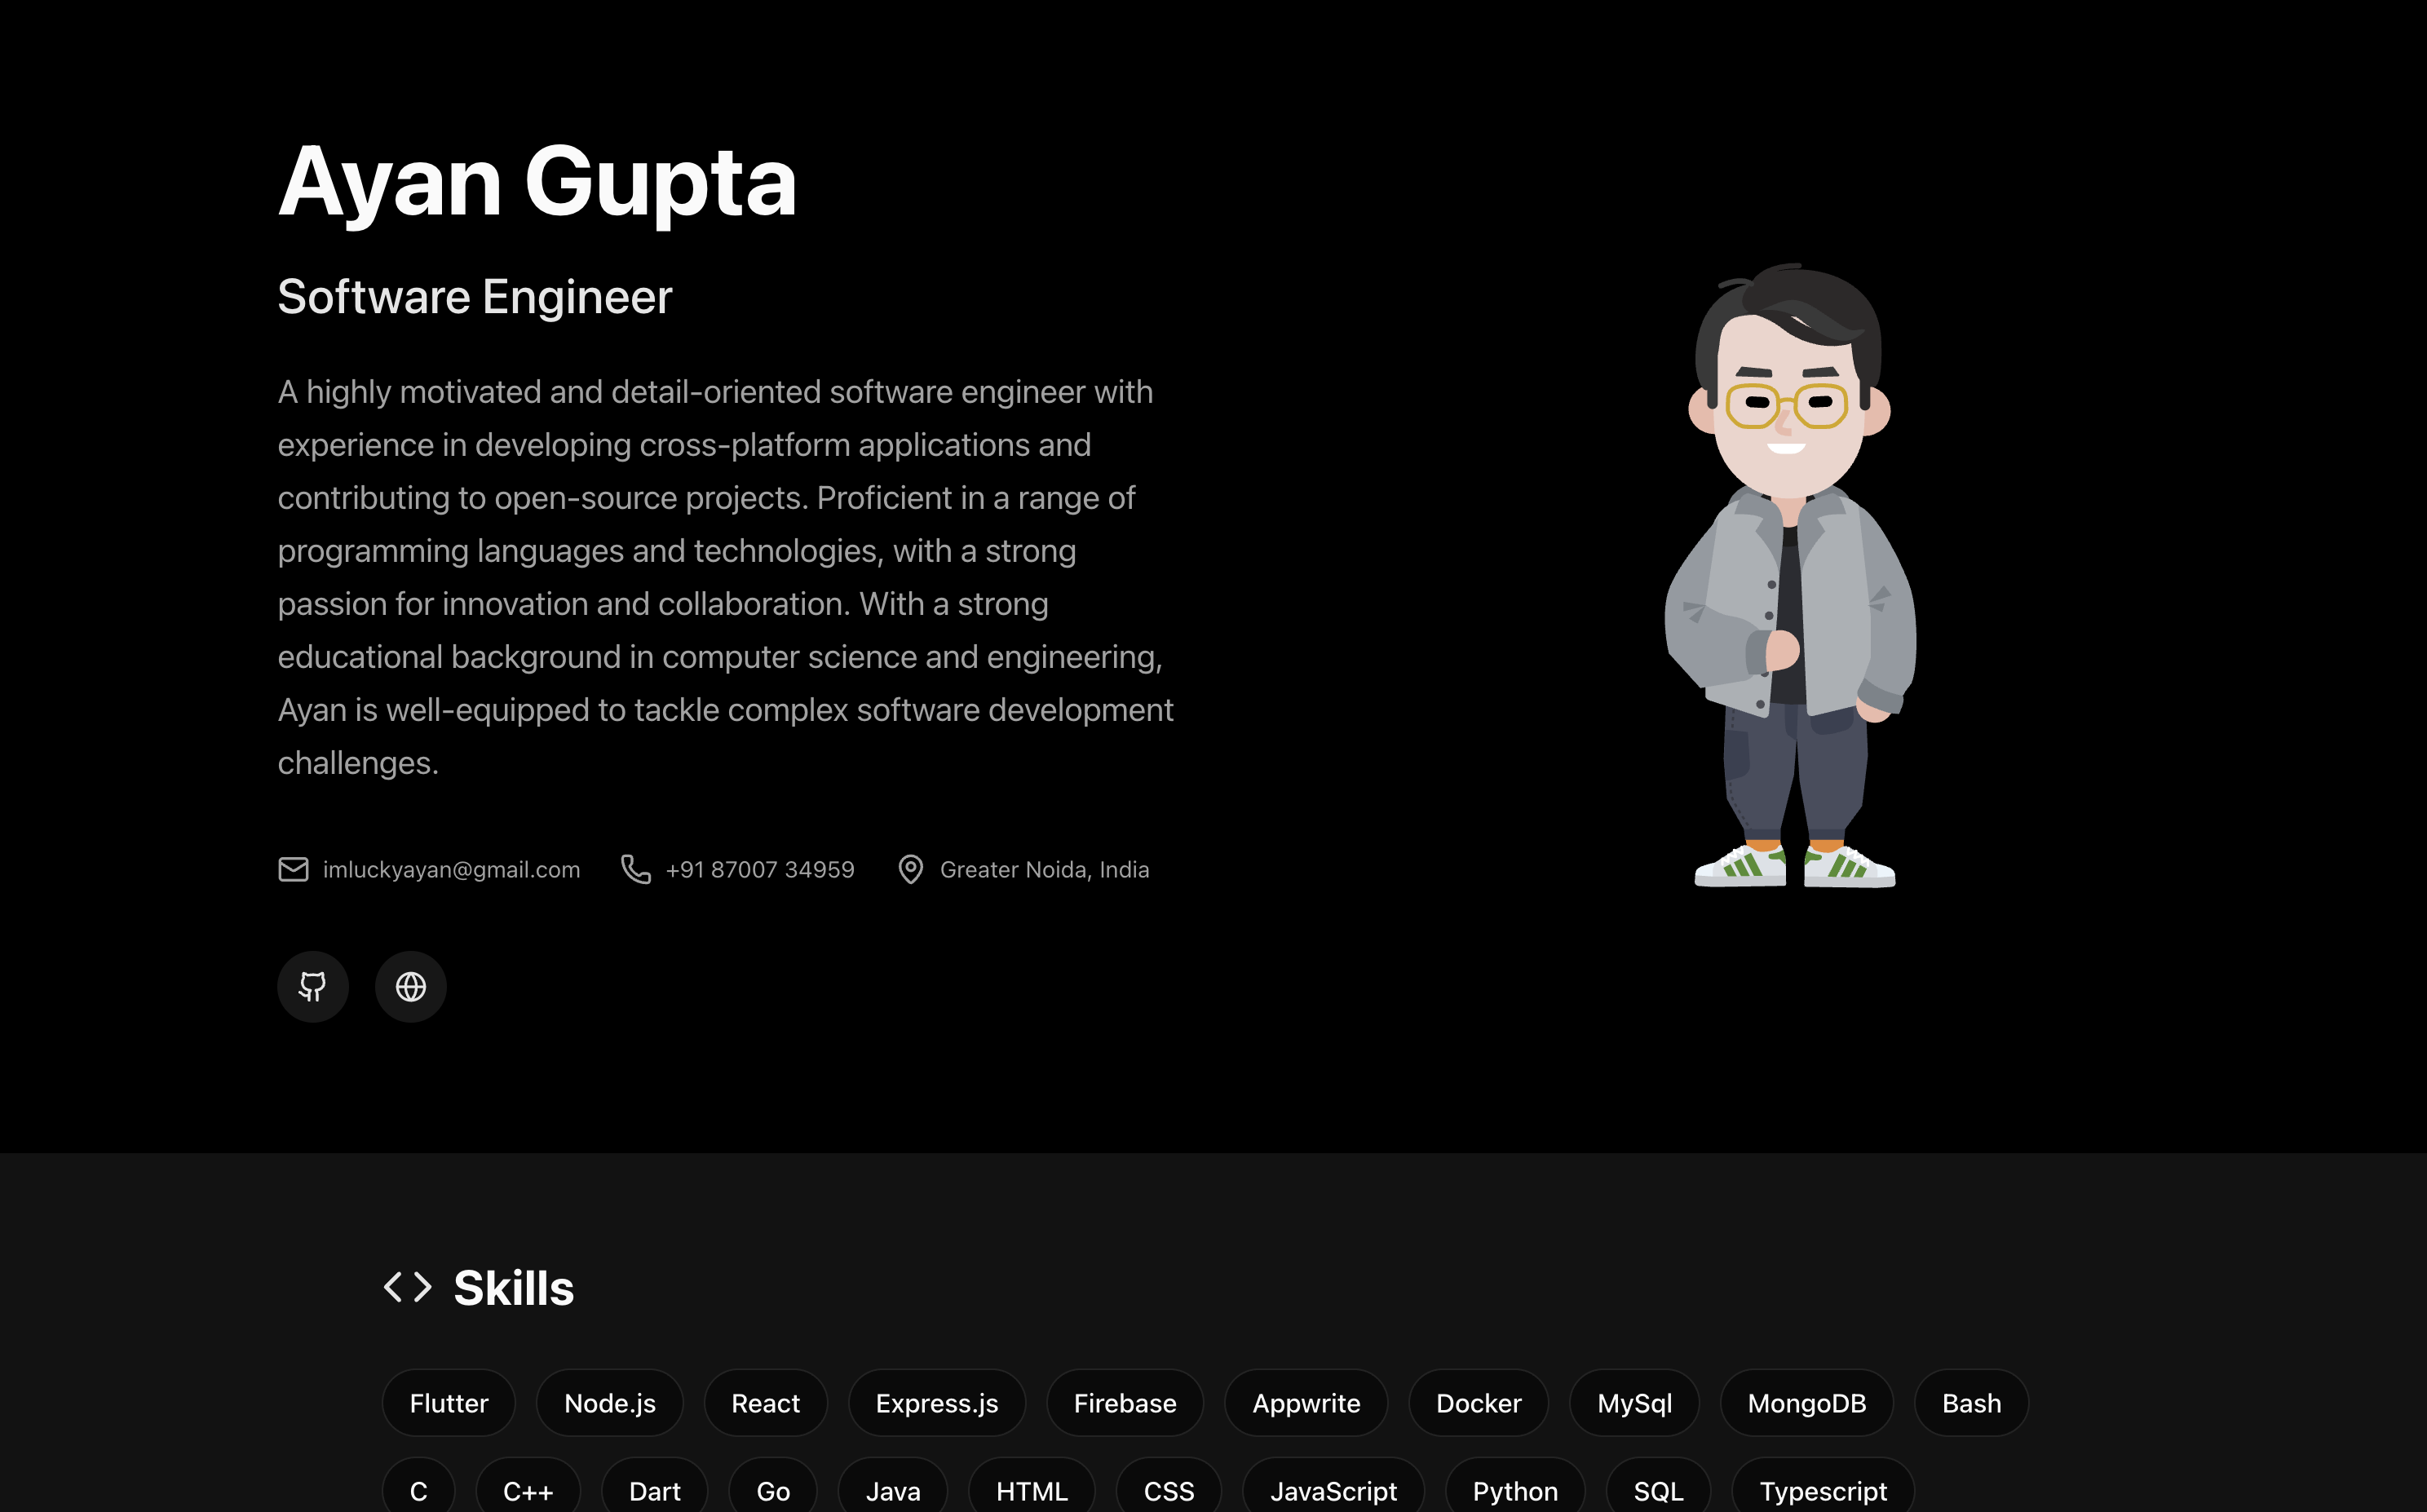 Ayan Gupta
Software Engineer
A highly motivated and detail-oriented software engineer with
experience in developing cross-platform applications and
contributing to open-source projects. Proficient in a range of
programming languages and technologies, with a strong
passion for innovation and collaboration. With a strong
educational background in computer science and engineering,
Ayan is well-equipped to tackle complex software development
challenges.
imluckyayan@gmail.com +91 87007 34959 Greater Noida, India
Skills
Flutter Node.js React Express.js Firebase Appwrite Docker MySql MongoDB Bash
C C++ Dart Go Java HTML CSS JavaScript Python SQL Typescript